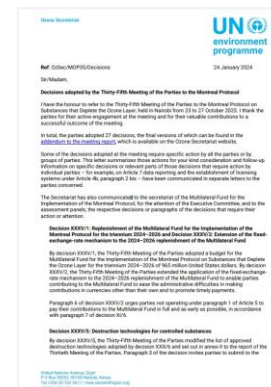 Ozone Secretariat
UN
environment
programme
Ref: OzSec/MOP35/Decisions
24 January 2024
Sir/Madam,
Decisions adopted by the Thirty-Fifth Meeting of the Parties to the Montreal Protocol
I have the honour to refer to the Thirty-Fifth Meeting of the Parties to the Montreal Protocol on
Substances that Deplete the Ozone Layer, held in Nairobi from 23 to 27 October 2023. I thank the
parties for their active engagement at the meeting and for their valuable contributions to a
successful outcome of the meeting.
In total, the parties adopted 27 decisions, the final versions of which can be found in the
addendum to the meeting report, which is available on the Ozone Secretariat website.
Some of the decisions adopted at the meeting require specific action by all the parties or by
groups of parties. This letter summarizes those actions for your kind consideration and follow-up.
Information on specific decisions or relevant parts of those decisions that require action by
individual parties – for example, on Article 7 data reporting and the establishment of licensing
systems under Article 4B, paragraph 2 bis – have been communicated in separate letters to the
parties concerned.
The Secretariat has also communicated to the secretariat of the Multilateral Fund for the
Implementation of the Montreal Protocol, for the attention of the Executive Committee, and to the
assessment panels, the respective decisions or paragraphs of the decisions that require their
action or attention.
Decision XXXV/1: Replenishment of the Multilateral Fund for the Implementation of the
Montreal Protocol for the triennium 2024–2026 and Decision XXXV/2: Extension of the fixed-
exchange-rate mechanism to the 2024–2026 replenishment of the Multilateral Fund
By decision XXXV/1, the Thirty-Fifth Meeting of the Parties adopted a budget for the
Multilateral Fund for the Implementation of the Montreal Protocol on Substances that Deplete
the Ozone Layer for the triennium 2024–2026 of 965 million United States dollars. By decision
XXXV/2, the Thirty-Fifth Meeting of the Parties extended the application of the fixed-exchange-
rate mechanism to the 2024–2026 replenishment of the Multilateral Fund to enable parties
contributing to the Multilateral Fund to ease the administrative difficulties in making
contributions in currencies other than their own and to promote timely payments.
Paragraph 6 of decision XXXV/2 urges parties not operating under paragraph 1 of Article 5 to
pay their contributions to the Multilateral Fund in full and as early as possible, in accordance
with paragraph 7 of decision XI/6.
Decision XXXV/5: Destruction technologies for controlled substances
By decision XXXV/5, the Thirty-Fifth Meeting of the Parties modified the list of approved
destruction technologies adopted by decision XXX/6 and set out in annex II to the report of the
Thirtieth Meeting of the Parties. Paragraph 3 of the decision invites parties to submit to the